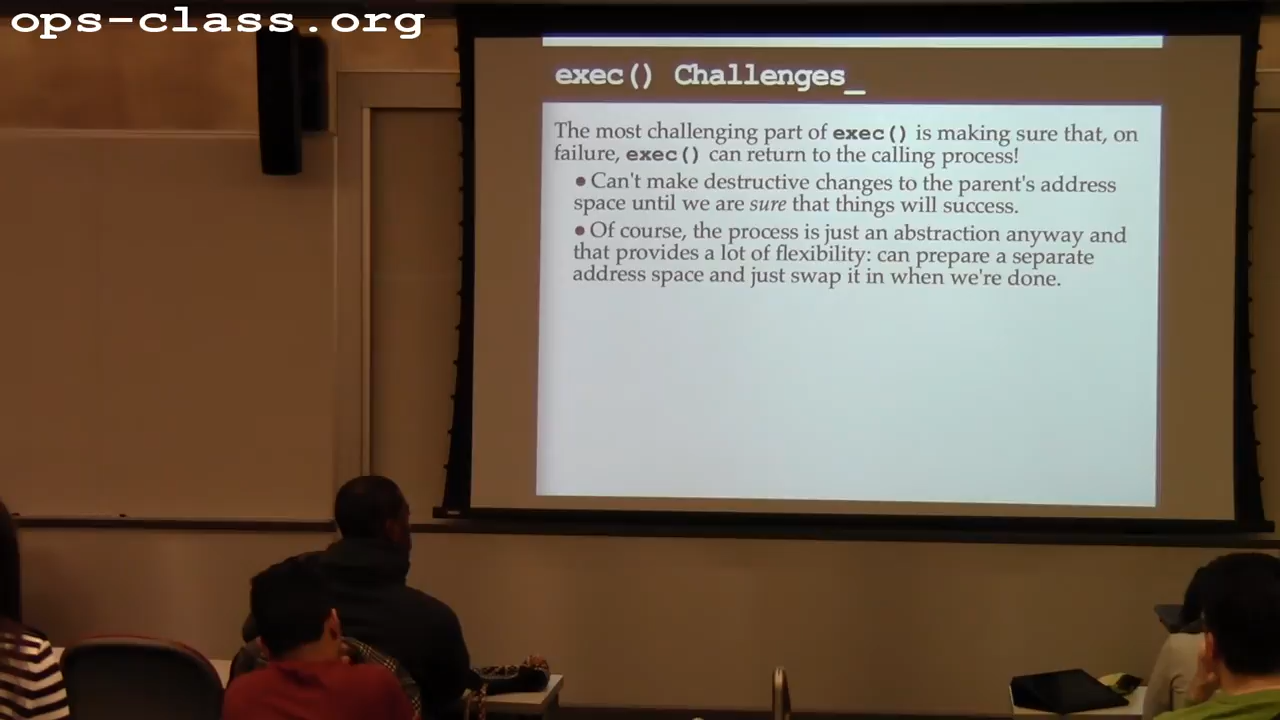 ops-class.org
exec() Challenges_
The most challenging part of exec() is making sure that, on
failure, exec() can return to the calling process!
● Can't make destructive changes to the parent's address
space until we are sure that things will success.
● Of course, the process is just an abstraction anyway and
that provides a lot of flexibility: can prepare a separate
address space and just swap it in when we're done.